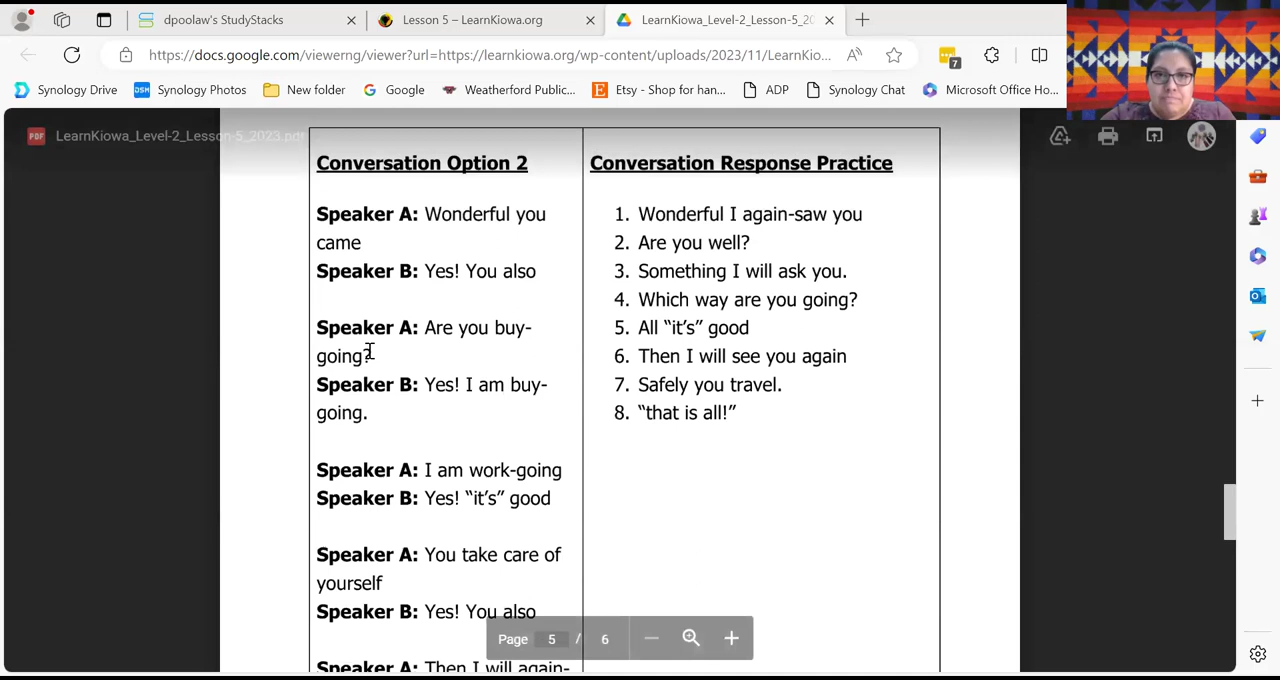 dpoolaw's StudyStacks
Lesson 5 – LearnKiowa.org
LearnKiowa_Level-2_Lesson-5_20
https://docs.google.com/viewerng/viewer?url=https://learnkiowa.org/wp-content/uploads/2023/11/LearnKio...
7
Synology Drive
DSM
Synology Photos
New folder
Google
Weatherford Public...
Etsy - Shop for han...
ADP
Synology Chat
Microsoft Office Ho...
PDF
LearnKiowa_Level-2_Lesson-5_2023.pdf
Conversation Option 2
Speaker A: Wonderful you
came
Speaker B: Yes! You also
Speaker A: Are you buy-
going?
Speaker B: Yes! I am buy-
going.
Speaker A: I am work-going
Speaker B: Yes! “it’s” good
Speaker A: You take care of
yourself
Speaker B: Yes! You also
Speaker A: Then I will again-
Conversation Response Practice
1. Wonderful I again-saw you
2. Are you well?
3. Something I will ask you.
4. Which way are you going?
5. All “it’s” good
6. Then I will see you again
7. Safely you travel.
8. “that is all!”
Page 5 / 6